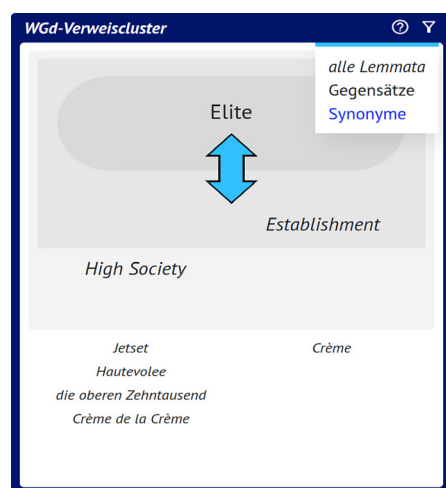 WGd-Verweiscluster
alle Lemmata
Gegensätze
Synonyme
Elite
Establishment
High Society
Jetset
Crème
Hautevolee
die oberen Zehntausend
Crème de la Crème